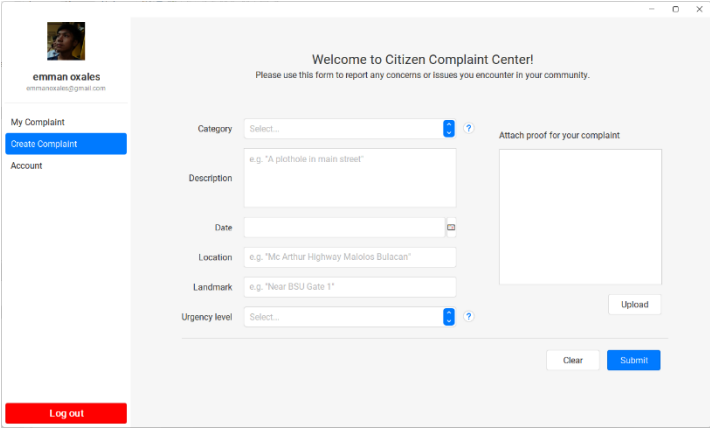 emman oxales
emmanoxales@gmail.com
My Complaint
Create Complaint
Account
Log out
Welcome to Citizen Complaint Center!
Please use this form to report any concerns or issues you encounter in your community.
Category
Select...
?
Description
e.g. "A plothole in main street"
Date
Location
e.g. "Mc Arthur Highway Malolos Bulacan"
Landmark
e.g. "Near BSU Gate 1"
Urgency level
Select...
?
Attach proof for your complaint
Upload
Clear
Submit